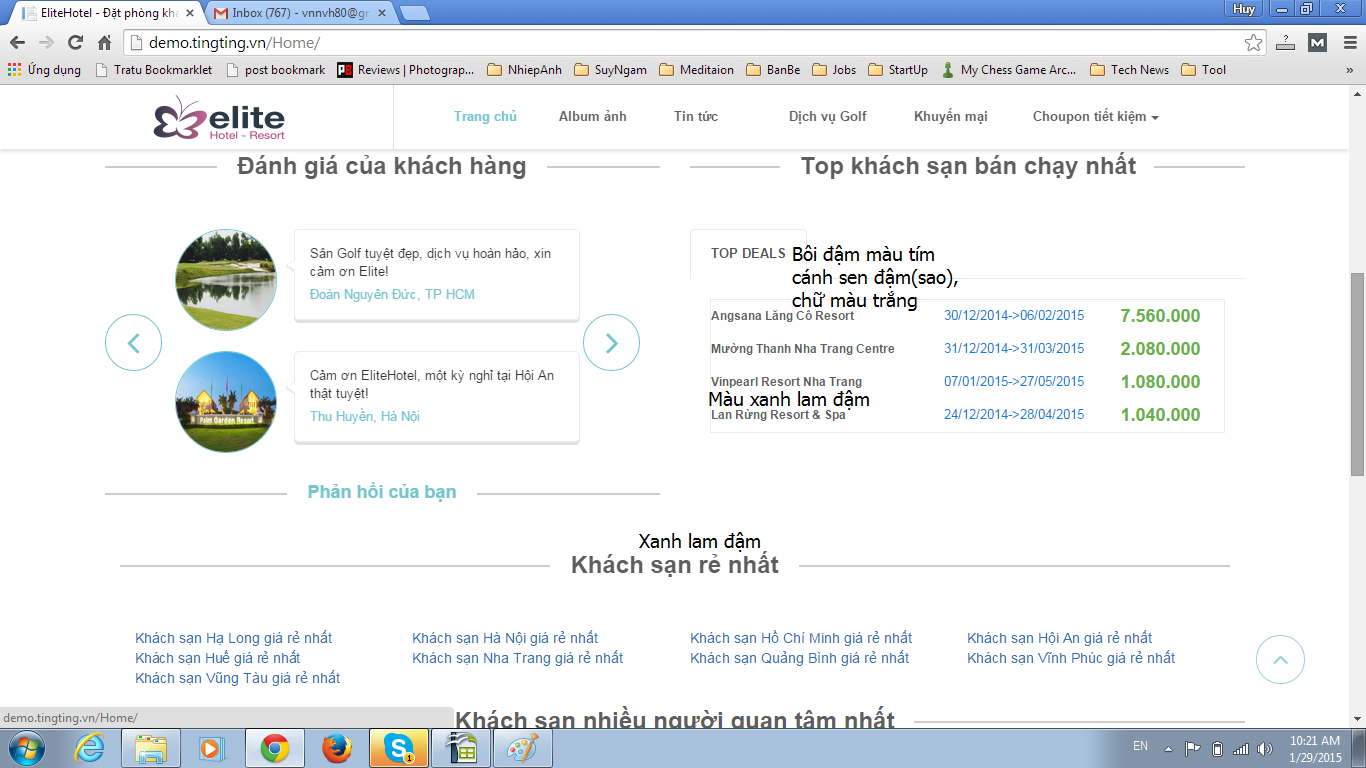 EliteHotel - Đặt phòng khá
Inbox (767) - vnnvh80@gr
Huy
demo.tingting.vn/Home/
Ứng dụng
Tratu Bookmarklet
post bookmark
Reviews | Photograp...
NhiepAnh
SuyNgam
Meditaion
BanBe
Jobs
StartUp
My Chess Game Arc...
Tech News
Tool
»
elite
Hotel - Resort
Trang chủ
Album ảnh
Tin tức
Dịch vụ Golf
Khuyến mại
Choupon tiết kiệm
Đánh giá của khách hàng
Sân Golf tuyệt đẹp, dịch vụ hoàn hảo, xin
cảm ơn Elite!
Đoàn Nguyên Đức, TP HCM
Cảm ơn EliteHotel, một kỳ nghỉ tại Hội An
thật tuyệt!
Thu Huyền, Hà Nội
Palm Garden Resort
Phản hồi của bạn
Top khách sạn bán chạy nhất
TOP DEALS
Bôi đậm màu tím
cánh sen đậm(sao),
chữ màu trắng
Angsana Lăng Cô Resort 30/12/2014->06/02/2015 7.560.000
Mường Thanh Nha Trang Centre 31/12/2014->31/03/2015 2.080.000
Vinpearl Resort Nha Trang 07/01/2015->27/05/2015 1.080.000
Màu xanh lam đậm
Lan Rừng Resort & Spa 24/12/2014->28/04/2015 1.040.000
Xanh lam đậm
Khách sạn rẻ nhất
Khách sạn Hạ Long giá rẻ nhất
Khách sạn Huế giá rẻ nhất
Khách sạn Vũng Tàu giá rẻ nhất
Khách sạn Hà Nội giá rẻ nhất
Khách sạn Nha Trang giá rẻ nhất
Khách sạn Hồ Chí Minh giá rẻ nhất
Khách sạn Quảng Bình giá rẻ nhất
Khách sạn Hội An giá rẻ nhất
Khách sạn Vĩnh Phúc giá rẻ nhất
demo.tingting.vn/Home/
Khách sạn nhiều người quan tâm nhất
1
EN
10:21 AM
1/29/2015